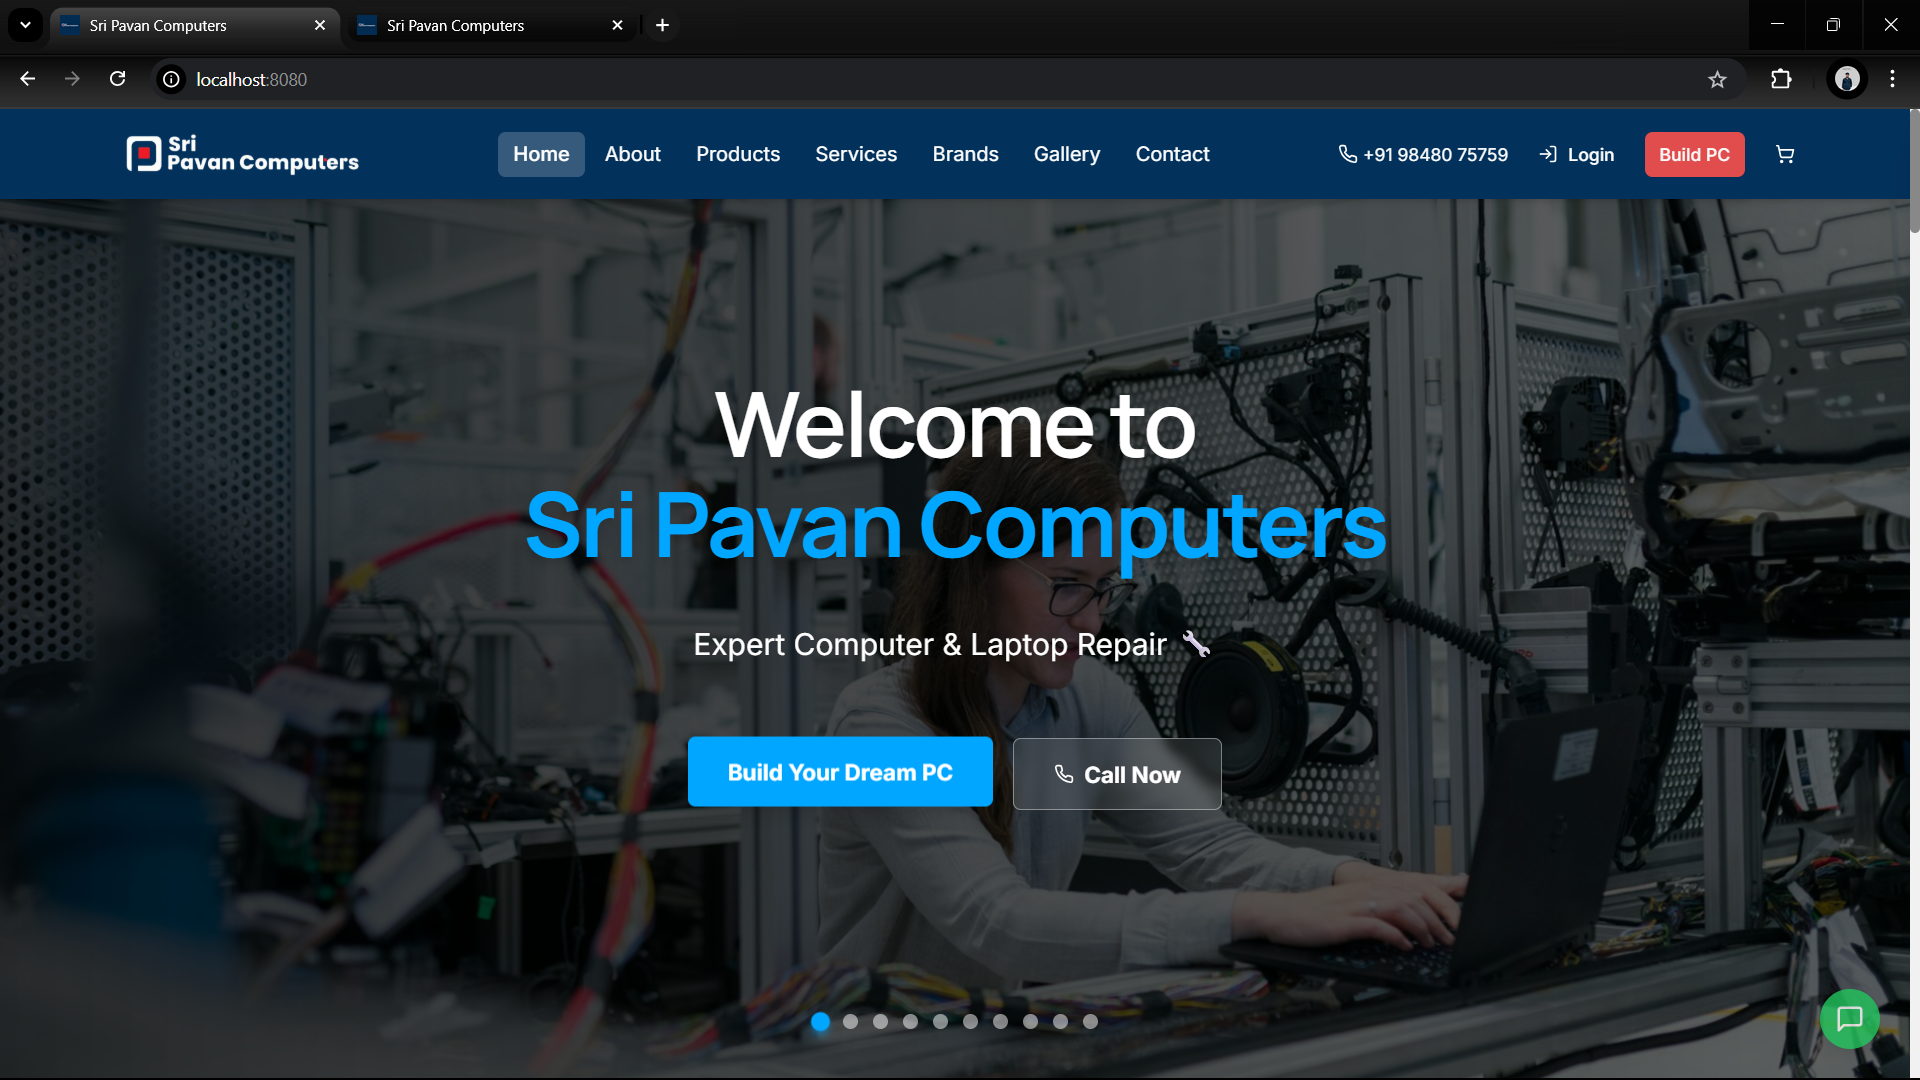 Sri Pavan Computers
Sri Pavan Computers
localhost:8080
Sri
Pavan Computers
Home
About
Products
Services
Brands
Gallery
Contact
+91 98480 75759
Login
Build PC
Welcome to
Sri Pavan Computers
Expert Computer & Laptop Repair
Build Your Dream PC
Call Now